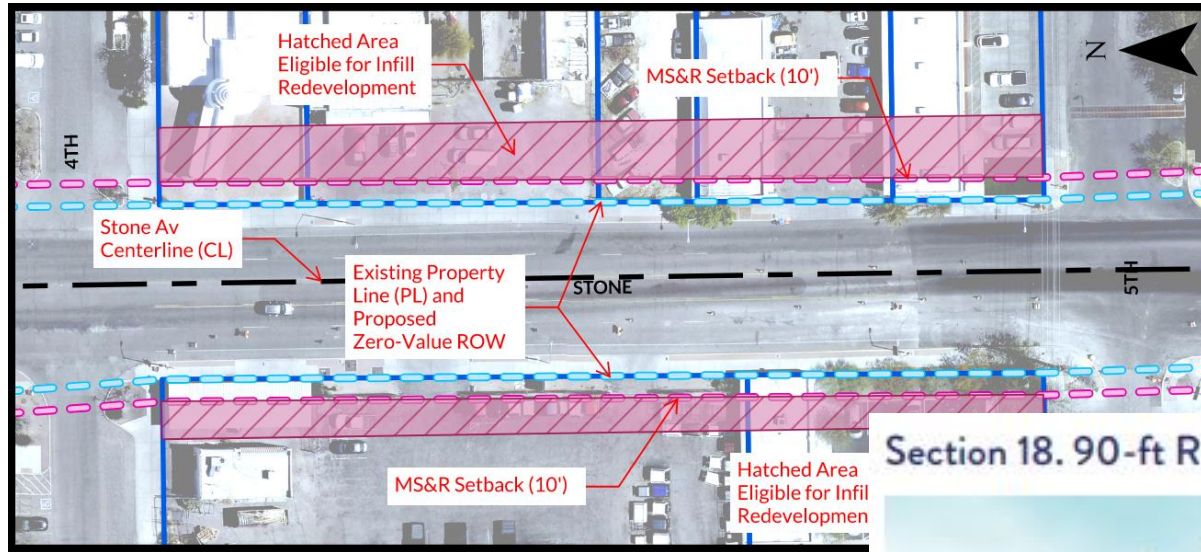 Hatched Area
Eligible for Infill
Redevelopment
MS&R Setback (10')
N
4TH
Stone Av
Centerline (CL)
Existing Property
Line (PL) and
Proposed
Zero-Value ROW
STONE
5TH
MS&R Setback (10')
Hatched Area
Eligible for Infil
Redevelopmen
Section 18. 90-ft R